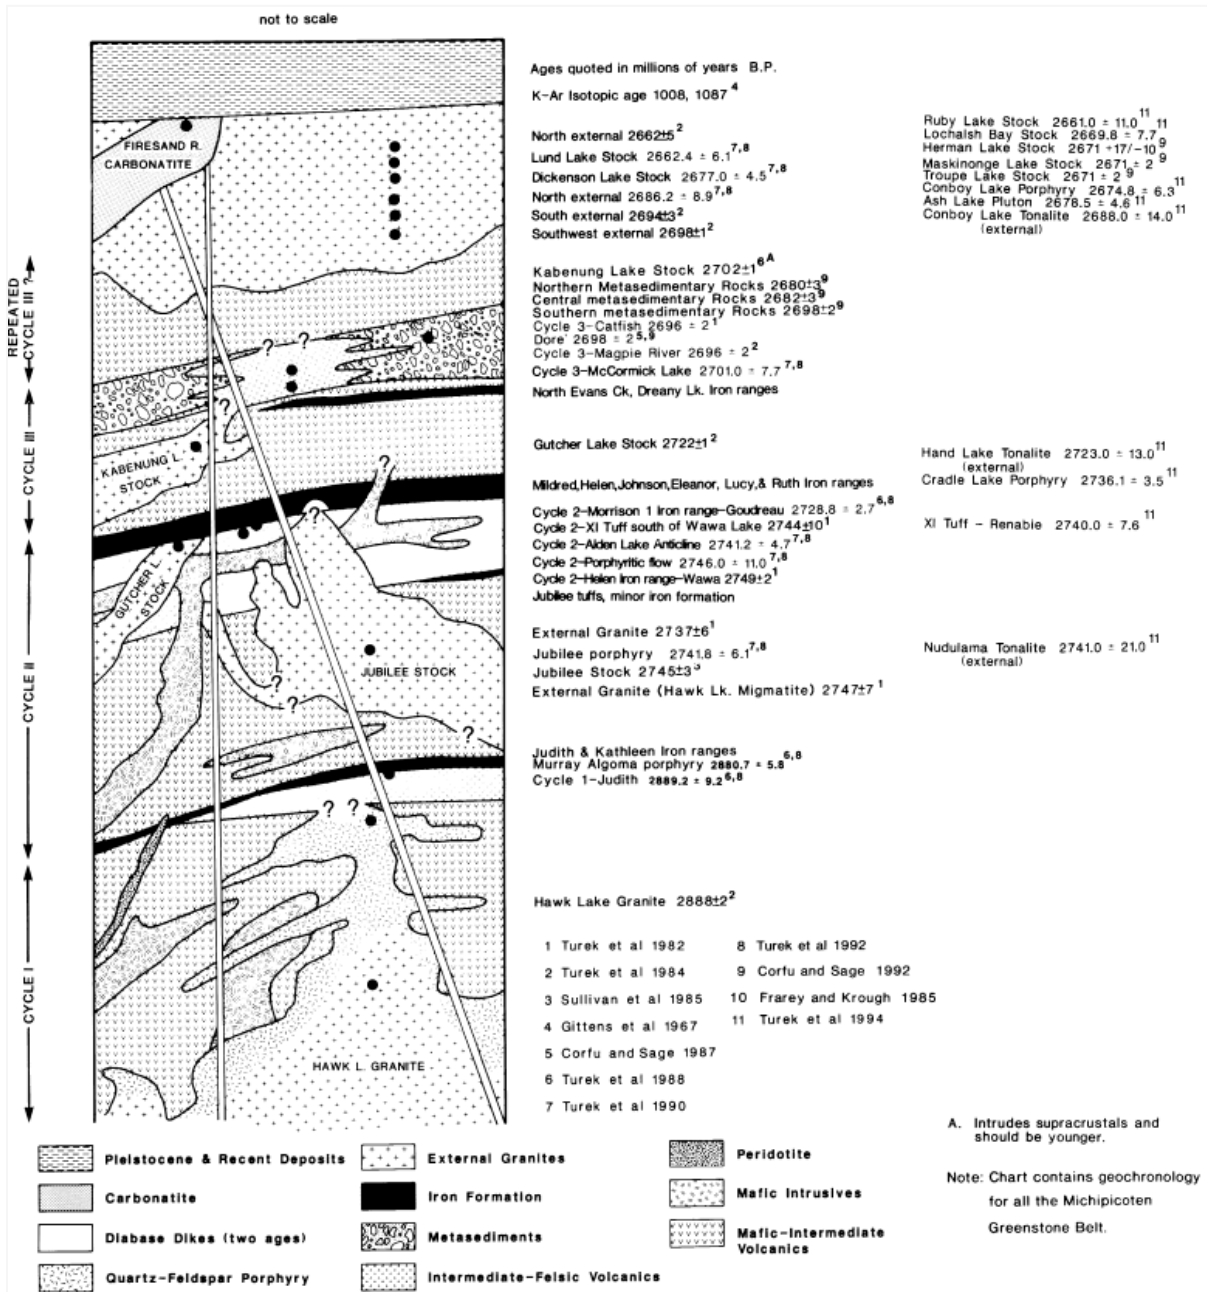 not to scale
Ages quoted in millions of years B.P.
K-Ar Isotopic age 1008, 1087 4
North external 2662±5 2
Lund Lake Stock 2662.4 ± 6.1 7,8
Dickenson Lake Stock 2677.0 ± 4.5 7,8
North external 2686.2 ± 8.9 7,8
South external 2694±3 2
Southwest external 2698±1 2
Ruby Lake Stock 2661.0 ± 11.0 11
Lochalsh Bay Stock 2669.8 ± 7.7 11
Herman Lake Stock 2671 +17/-10 9
Maskinonge Lake Stock 2671 ± 2 9
Troupe Lake Stock 2671 ± 2 9
Conboy Lake Porphyry 2674.8 ± 6.3 11
Ash Lake Pluton 2678.5 ± 4.6 11
Conboy Lake Tonalite 2688.0 ± 14.0 11
(external)
Kabenung Lake Stock 2702±1 6 A
Northern Metasedimentary Rocks 2680±3 9
Central metasedimentary Rocks 2682±3 9
Southern metasedimentary Rocks 2698±2 9
Cycle 3-Catfish 2696 ± 2 1
Dore' 2698 ± 2 5,9
Cycle 3-Magpie River 2696 ± 2 2
Cycle 3-McCormick Lake 2701.0 ± 7.7 7,8
North Evans Ck, Dreany Lk. Iron ranges
Gutcher Lake Stock 2722±1 2
Hand Lake Tonalite 2723.0 ± 13.0 11
(external)
Cradle Lake Porphyry 2736.1 ± 3.5 11
Mildred, Helen, Johnson, Eleanor, Lucy, & Ruth Iron ranges
Cycle 2-Morrison 1 Iron range-Goudreau 2728.8 ± 2.7 6,8
Cycle 2-XI Tuff south of Wawa Lake 2744±10 1
XI Tuff - Renabie 2740.0 ± 7.6 11
Cycle 2-Alden Lake Anticline 2741.2 ± 4.7 7,8
Cycle 2-Porphyritic flow 2746.0 ± 11.0 7,8
Cycle 2-Helen Iron range-Wawa 2749±2 1
Jubilee tuffs, minor iron formation
External Granite 2737±6 1
Jubilee porphyry 2741.8 ± 6.1 7,8
Jubilee Stock 2745±3 3
External Granite (Hawk Lk. Migmatite) 2747±7 1
Nudulama Tonalite 2741.0 ± 21.0 11
(external)
Judith & Kathleen Iron ranges
Murray Algoma porphyry 2880.7 ± 5.8 6,8
Cycle 1-Judith 2889.2 ± 9.2 6,8
Hawk Lake Granite 2888±2 2
1 Turek et al 1982
2 Turek et al 1984
3 Sullivan et al 1985
4 Gittens et al 1967
5 Corfu and Sage 1987
6 Turek et al 1988
7 Turek et al 1990
8 Turek et al 1992
9 Corfu and Sage 1992
10 Frarey and Krough 1985
11 Turek et al 1994
REPEATED
CYCLE III ?
CYCLE III
CYCLE II
CYCLE I
FIRESAND R.
CARBONATITE
? ?
?
KABENUNG L.
STOCK
?
?
GUTCHER L.
STOCK
JUBILEE STOCK
?
?
?
? ?
HAWK L. GRANITE
A. Intrudes supracrustals and
should be younger.
Note: Chart contains geochronology
for all the Michipicoten
Greenstone Belt.
Pleistocene & Recent Deposits
Carbonatite
Diabase Dikes (two ages)
Quartz-Feldspar Porphyry
External Granites
Iron Formation
Metasediments
Intermediate-Felsic Volcanics
Peridotite
Mafic Intrusives
Mafic-Intermediate
Volcanics